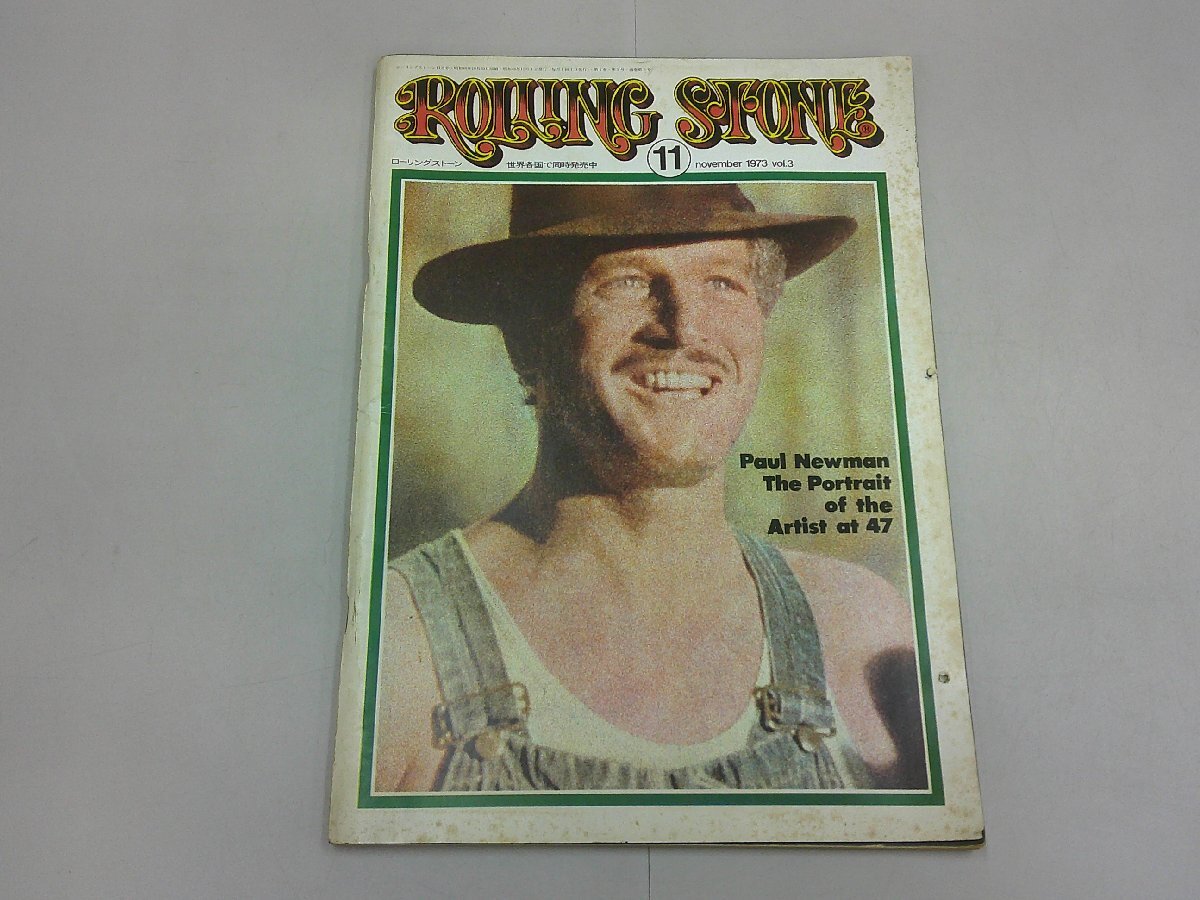 ROLLING STONE
ローリングストーン 世界各国で同時発売中 11 november 1973 vol.3
Paul Newman
The Portrait
of the
Artist at 47